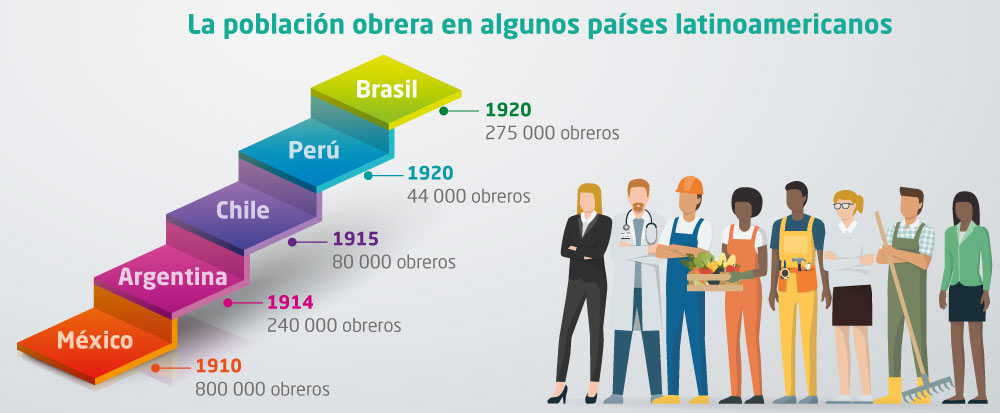 La población obrera en algunos países latinoamericanos
Brasil
1920
275 000 obreros
Perú
1920
44 000 obreros
Chile
1915
80 000 obreros
Argentina
1914
240 000 obreros
México
1910
800 000 obreros